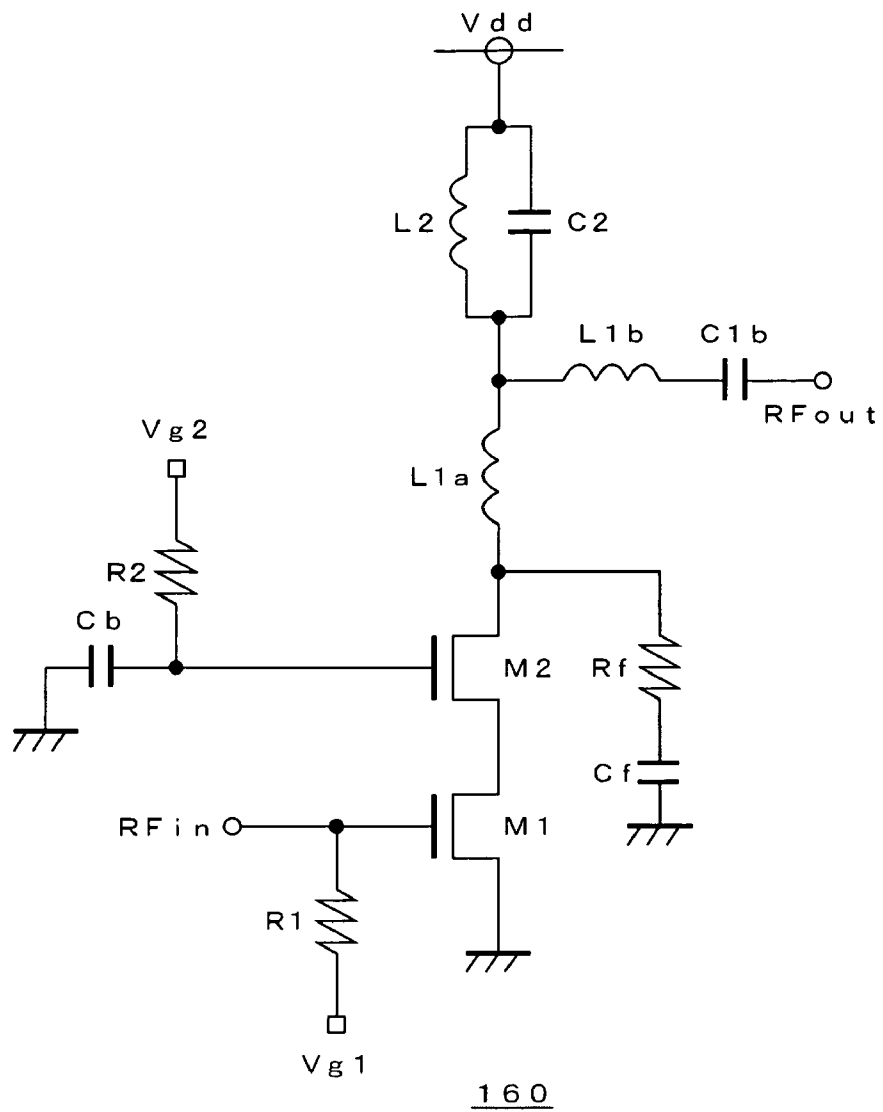 Vdd
L2
C2
L1b
C1b
RFout
Vg2
L1a
R2
Cb
M2
Rf
Cf
RFin
M1
R1
Vg1
160